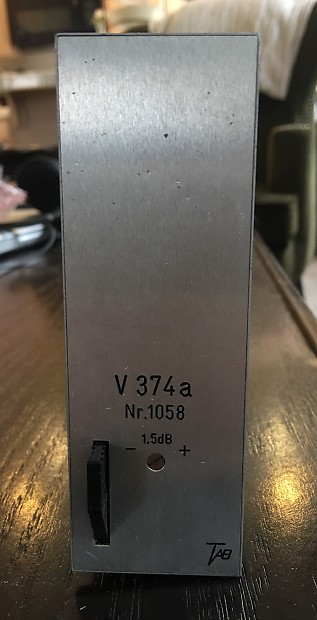 V 374a
Nr.1058
1,5dB
- +
TAB